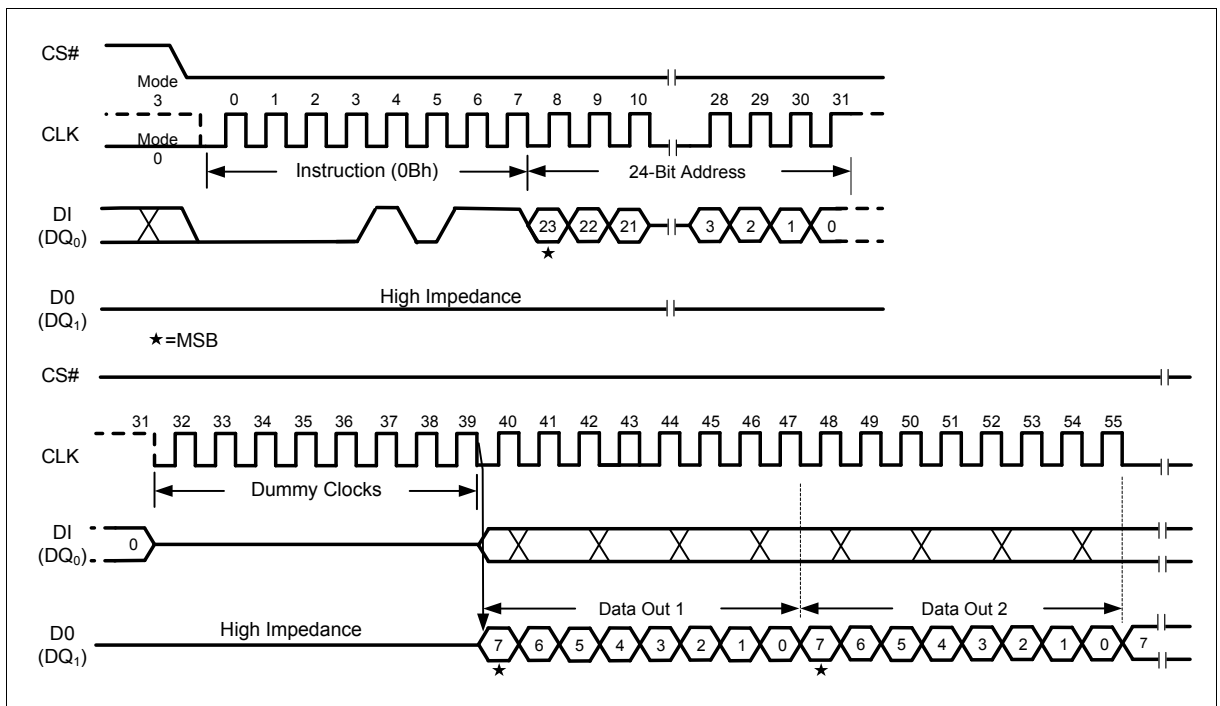 CS#
Mode
3
0 1 2 3 4 5 6 7 8 9 10 28 29 30 31
CLK
Mode
0
Instruction (0Bh) 24-Bit Address
DI
(DQ0)
23 22 21 3 2 1 0
★
D0
(DQ1)
High Impedance
★=MSB
CS#
31 32 33 34 35 36 37 38 39 40 41 42 43 44 45 46 47 48 49 50 51 52 53 54 55
CLK
Dummy Clocks
DI
(DQ0)
0
Data Out 1 Data Out 2
D0
(DQ1)
High Impedance
7 6 5 4 3 2 1 0 7 6 5 4 3 2 1 0 7
★ ★